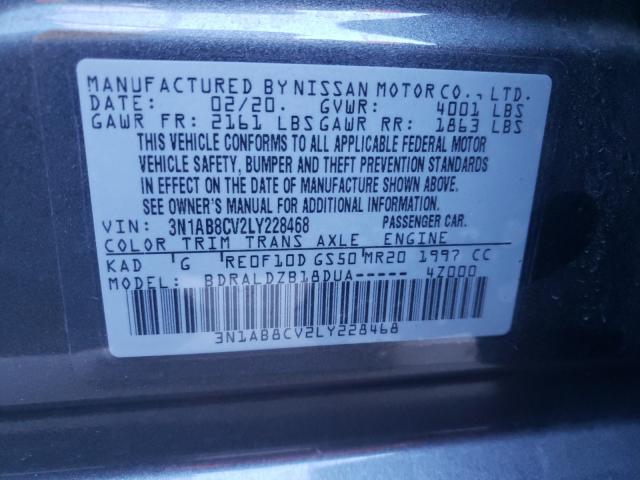 MANUFACTURED BY NISSAN MOTOR CO., LTD.
DATE: 02/20. GVWR: 4001 LBS
GAWR FR: 2161 LBS GAWR RR: 1863 LBS
THIS VEHICLE CONFORMS TO ALL APPLICABLE FEDERAL MOTOR
VEHICLE SAFETY, BUMPER AND THEFT PREVENTION STANDARDS
IN EFFECT ON THE DATE OF MANUFACTURE SHOWN ABOVE.
SEE OWNER'S MANUAL FOR ADDITIONAL INFORMATION.
VIN: 3N1AB8CV2LY228468 PASSENGER CAR.
COLOR TRIM TRANS AXLE ENGINE
KAD G RE0F10D GS50 MR20 1997 CC
MODEL: BDRALDZB18DUA----- 4Z000
3N1AB8CV2LY228468